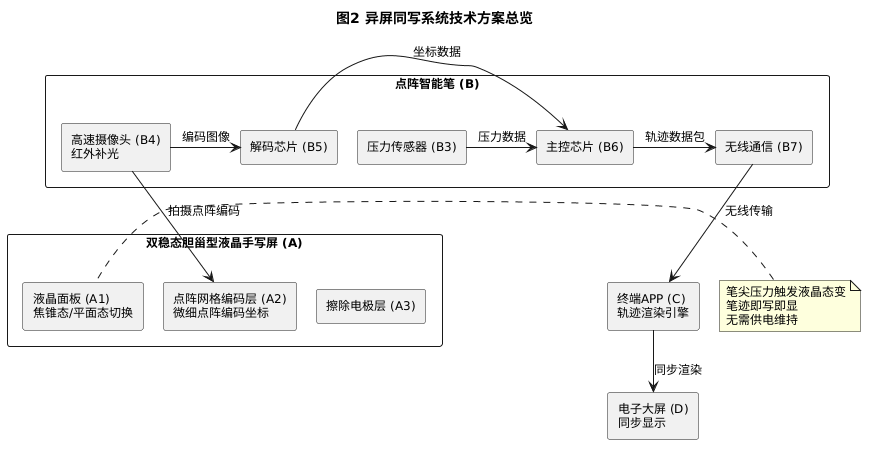 图2 异屏同写系统技术方案总览
坐标数据
点阵智能笔 (B)
高速摄像头 (B4)
红外补光
编码图像
解码芯片 (B5)
压力传感器 (B3)
压力数据
主控芯片 (B6)
轨迹数据包
无线通信 (B7)
拍摄点阵编码
无线传输
双稳态胆甾型液晶手写屏 (A)
液晶面板 (A1)
焦锥态/平面态切换
点阵网格编码层 (A2)
微细点阵编码坐标
擦除电极层 (A3)
终端APP (C)
轨迹渲染引擎
笔尖压力触发液晶态变
笔迹即写即显
无需供电维持
同步渲染
电子大屏 (D)
同步显示